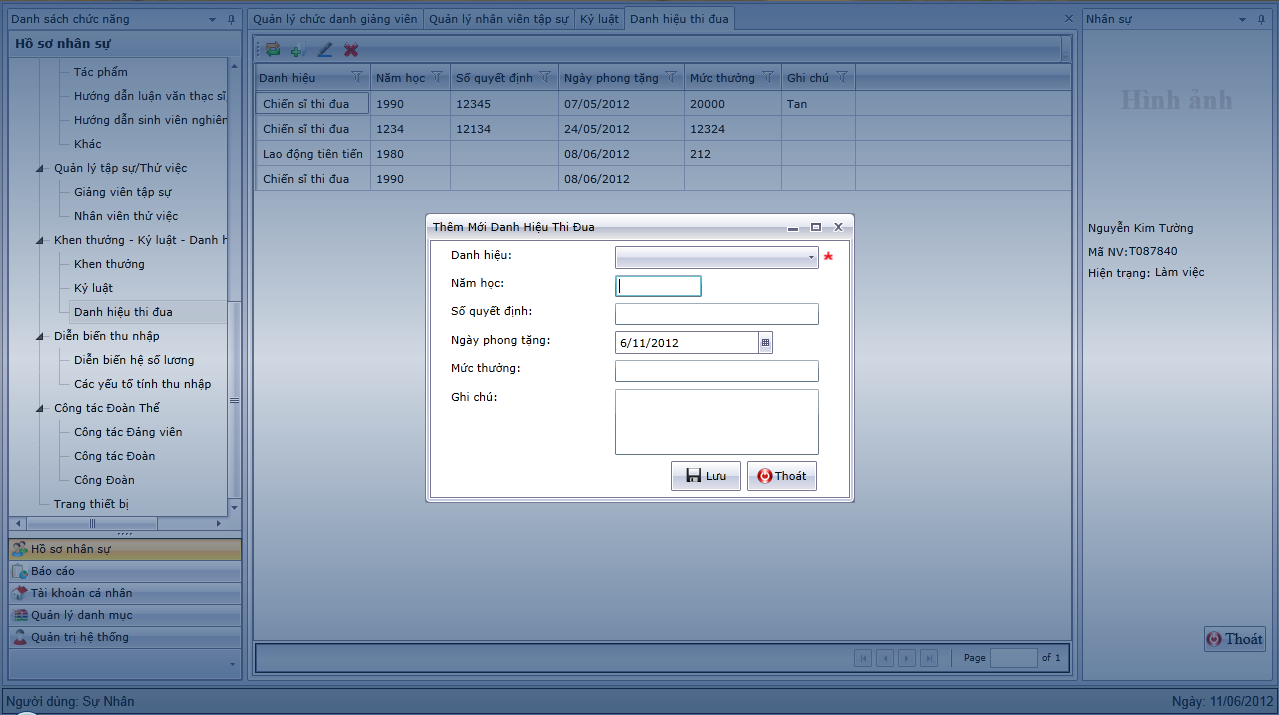 Danh sách chức năng
Hồ sơ nhân sự
Tác phẩm
Hướng dẫn luận văn thạc sĩ,
Hướng dẫn sinh viên nghiên
Khác
Quản lý tập sự/Thử việc
Giảng viên tập sự
Nhân viên thử việc
Khen thưởng - Kỷ luật - Danh h
Khen thưởng
Kỷ luật
Danh hiệu thi đua
Diễn biến thu nhập
Diễn biến hệ số lương
Các yếu tố tính thu nhập
Công tác Đoàn Thể
Công tác Đảng viên
Công tác Đoàn
Công Đoàn
Trang thiết bị
Hồ sơ nhân sự
Báo cáo
Tài khoản cá nhân
Quản lý danh mục
Quản trị hệ thống
Quản lý chức danh giảng viên Quản lý nhân viên tập sự Kỷ luật Danh hiệu thi đua
Danh hiệu Năm học Số quyết định Ngày phong tặng Mức thưởng Ghi chú
Chiến sĩ thi đua 1990 12345 07/05/2012 20000 Tan
Chiến sĩ thi đua 1234 12134 24/05/2012 12324
Lao động tiên tiến 1980 08/06/2012 212
Chiến sĩ thi đua 1990 08/06/2012
Thêm Mới Danh Hiệu Thi Đua
Danh hiệu: *
Năm học:
Số quyết định:
Ngày phong tặng: 6/11/2012
Mức thưởng:
Ghi chú:
Lưu Thoát
Page of 1
Nhân sự
Hình ảnh
Nguyễn Kim Tường
Mã NV:T087840
Hiện trạng: Làm việc
Thoát
Người dùng: Sự Nhân
Ngày: 11/06/2012